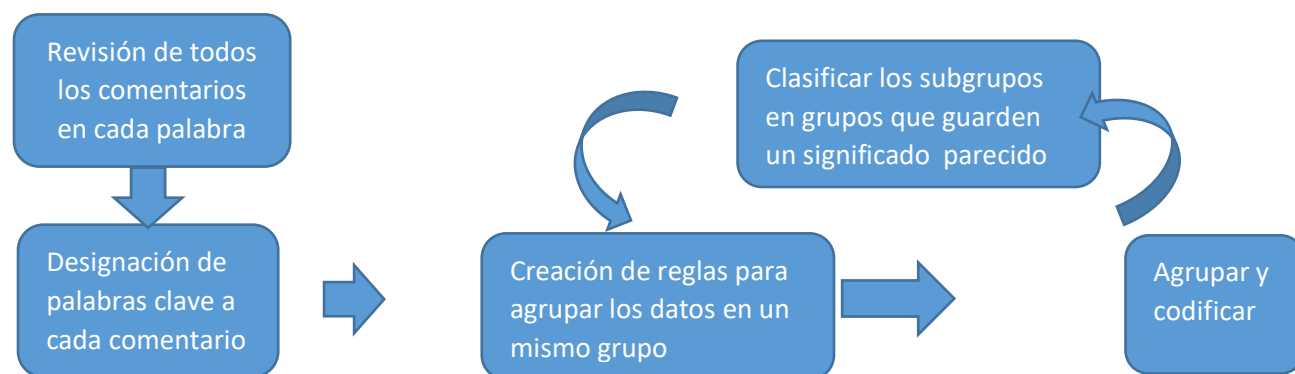 Revisión de todos
los comentarios
en cada palabra
Designación de
palabras clave a
cada comentario
Creación de reglas para
agrupar los datos en un
mismo grupo
Agrupar y
codificar
Clasificar los subgrupos
en grupos que guarden
un significado parecido